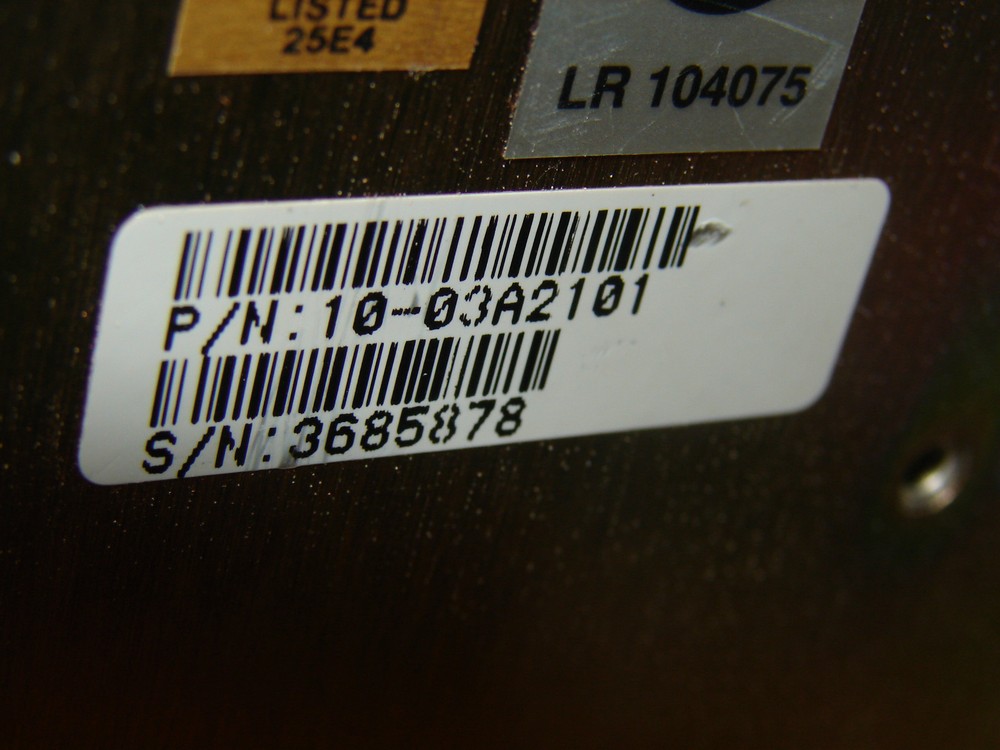 LISTED
25E4
LR 104075
P/N:10-03A2101
S/N:3685878